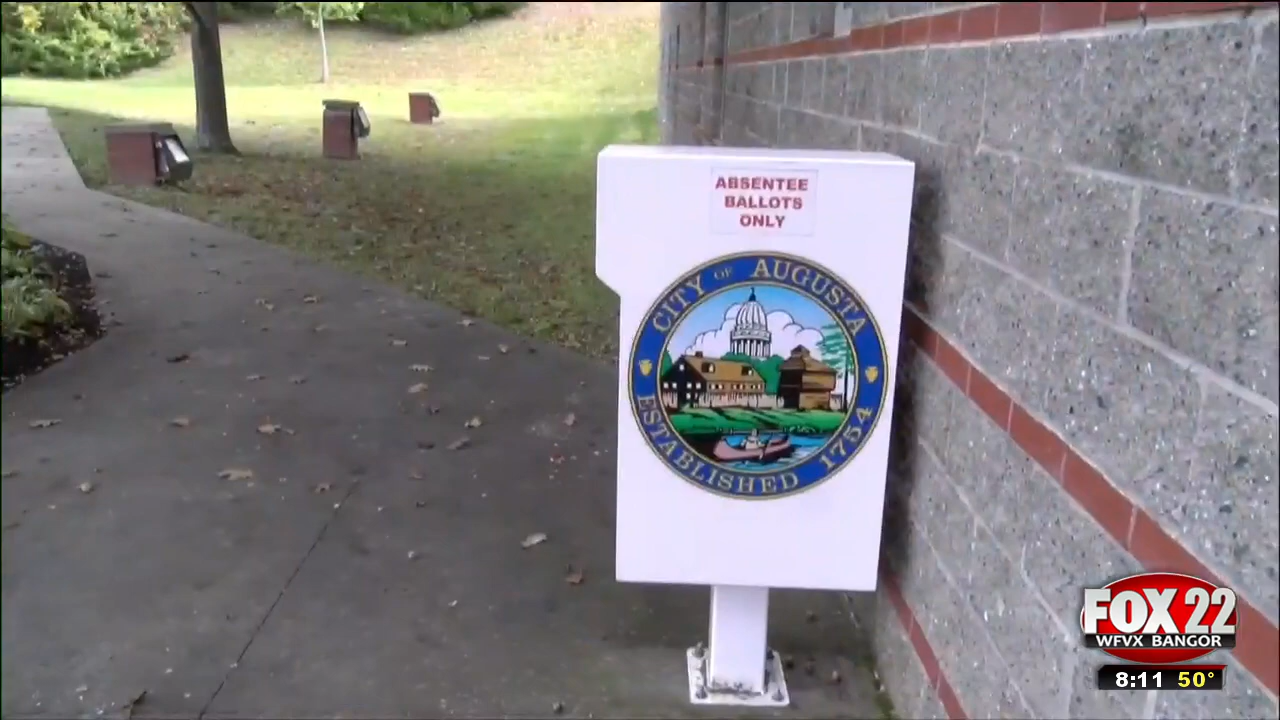 ABSENTEE
BALLOTS
ONLY
CITY OF AUGUSTA
ESTABLISHED 1754
FOX 22
WFVX BANGOR
8:11 50°